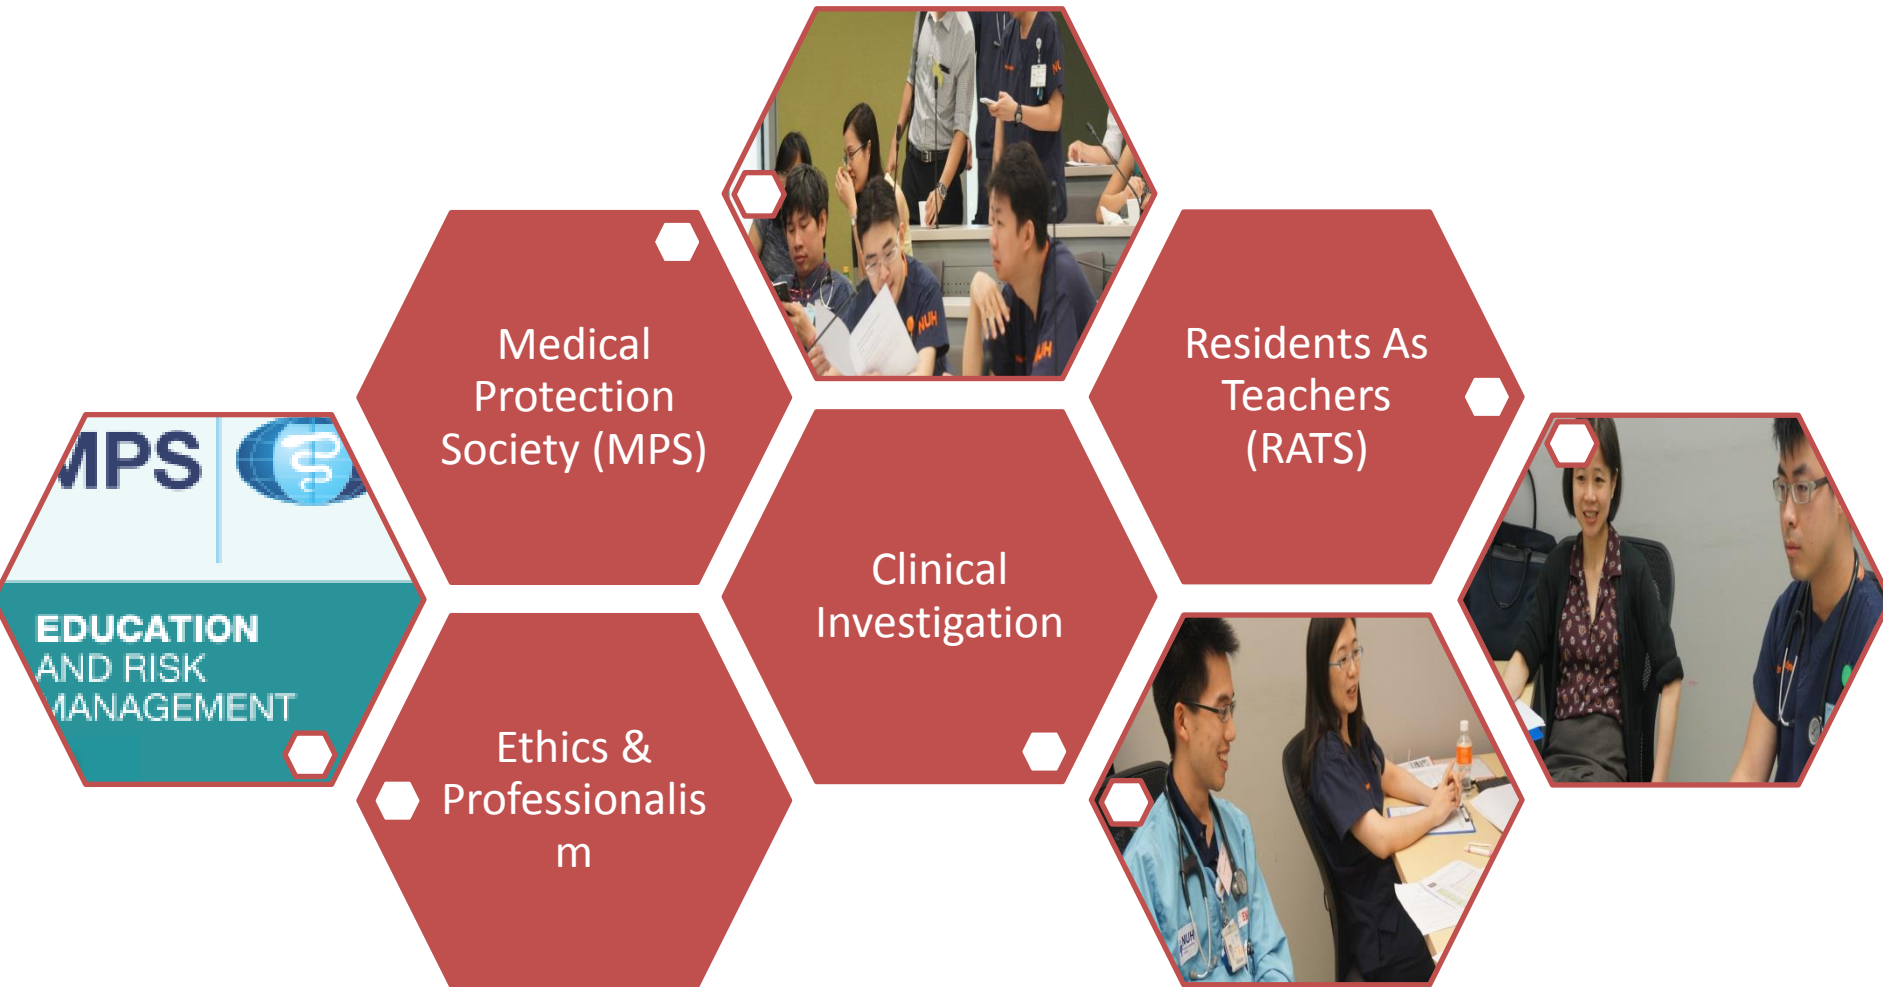 Medical
Protection
Society (MPS)
Residents As
Teachers
(RATS)
MPS
EDUCATION
AND RISK
MANAGEMENT
Clinical
Investigation
Ethics &
Professionalis
m
NUH
NUH
NUH